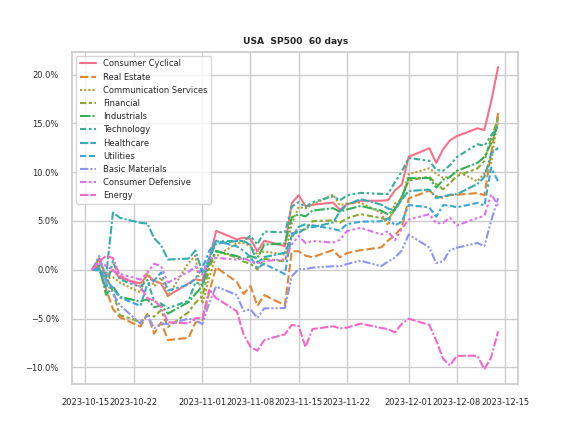 USA SP500 60 days
20.0%
15.0%
10.0%
5.0%
0.0%
−5.0%
−10.0%
Consumer Cyclical
Real Estate
Communication Services
Financial
Industrials
Technology
Healthcare
Utilities
Basic Materials
Consumer Defensive
Energy
2023-10-15 2023-10-22 2023-11-01 2023-11-08 2023-11-15 2023-11-22 2023-12-01 2023-12-08 2023-12-15